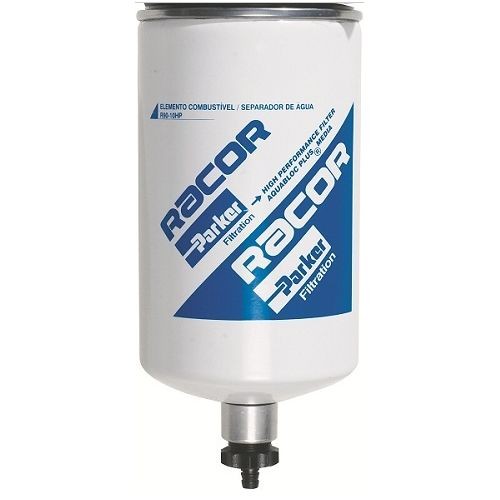 ELEMENTO COMBUSTÍVEL / SEPARADOR DE AGUA
R90-10HP
RACOR
Parker
Filtration
HIGH PERFORMANCE FILTER
AQUABLOC PLUS® MEDIA
RACOR
Parker
Filtration